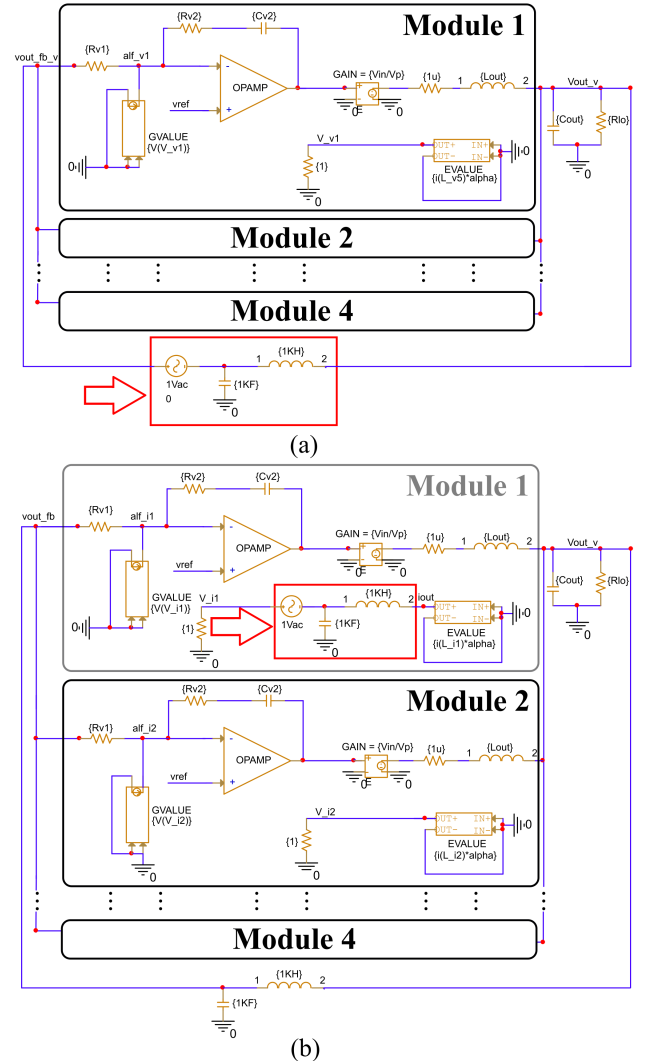 Module 1
{Rv2}
{Cv2}
vout_fb_v
{Rv1}
alf_v1
-
OPAMP
+
vref
GAIN = {Vin/Vp}
{1u}
1
{Lout}
2
Vout_v
0
0
E
{Cout}
{Rlo}
0
GVALUE
{V(V_v1)}
0
V_v1
{1}
0
OUT+
IN+
OUT-
IN-
0
EVALUE
{i(L_v5)*alpha}
Module 2
Module 4
1Vac
0
{1KF}
0
1
{1KH}
2
(a)
Module 1
{Rv2}
{Cv2}
vout_fb
{Rv1}
alf_i1
-
OPAMP
+
vref
GAIN = {Vin/Vp}
{1u}
1
{Lout}
2
Vout_v
0
0
E
{Cout}
{Rlo}
0
GVALUE
{V(V_i1)}
0
V_i1
{1}
0
1Vac
{1KF}
0
1
{1KH}
2
iout
OUT+
IN+
OUT-
IN-
0
EVALUE
{i(L_i1)*alpha}
Module 2
{Rv2}
{Cv2}
{Rv1}
alf_i2
-
OPAMP
+
vref
GAIN = {Vin/Vp}
{1u}
1
{Lout}
2
0
0
E
GVALUE
{V(V_i2)}
0
V_i2
{1}
0
OUT+
IN+
OUT-
IN-
0
EVALUE
{i(L_i2)*alpha}
Module 4
{1KF}
0
1
{1KH}
2
(b)